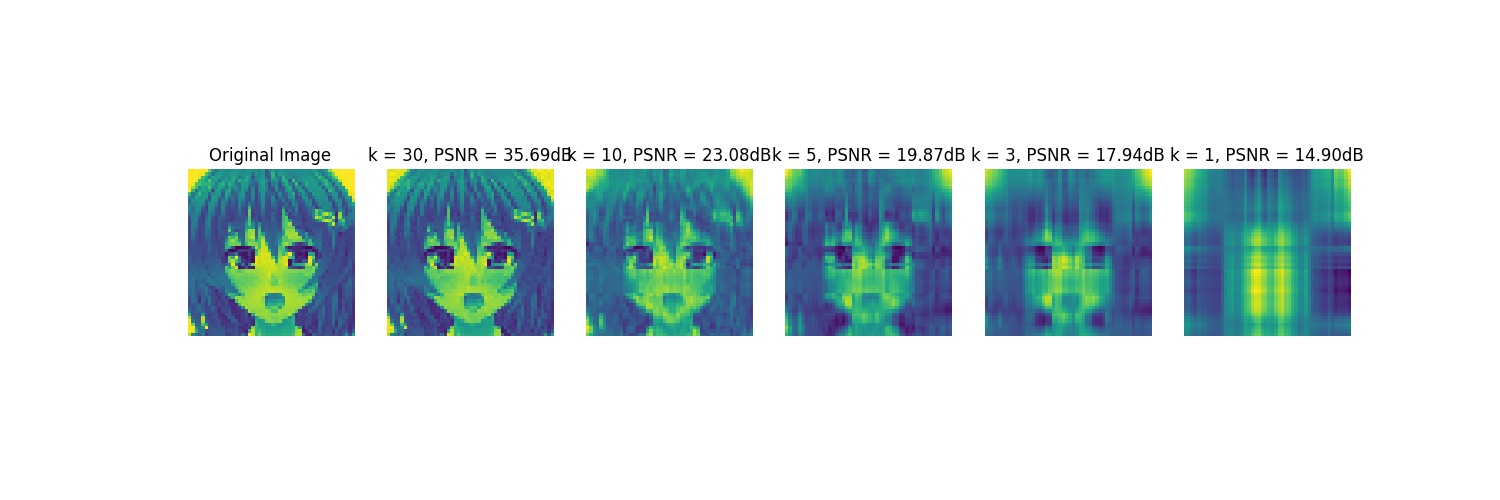 Original Image
k = 30, PSNR = 35.69dB
k = 10, PSNR = 23.08dB
k = 5, PSNR = 19.87dB
k = 3, PSNR = 17.94dB
k = 1, PSNR = 14.90dB